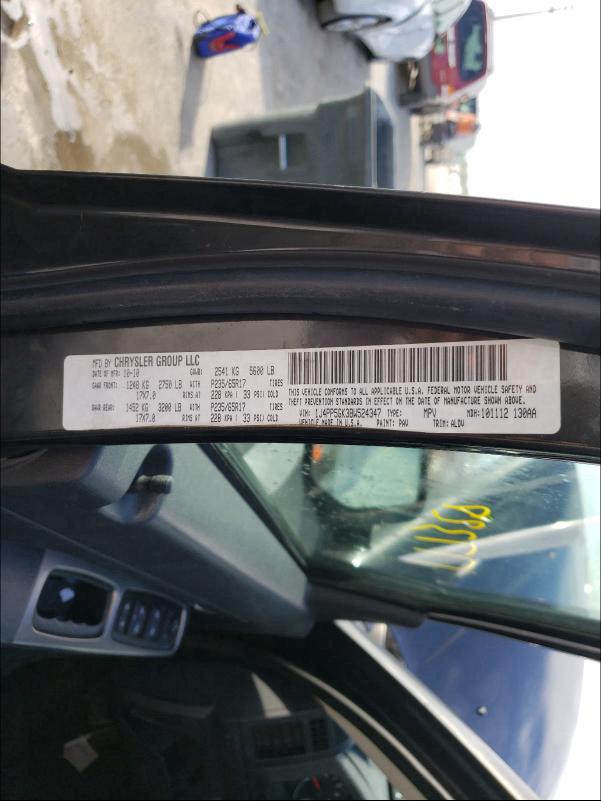 MFD BY CHRYSLER GROUP LLC
DATE OF MFR: 10-10 GVWR: 2541 KG 5600 LB
GAWR FRONT: 1248 KG 2750 LB P235/65R17 TIRES
WITH 17X7.0 RIMS AT 228 KPA ( 33 PSI) COLD
GAWR REAR: 1452 KG 3200 LB P235/65R17 TIRES
WITH 17X7.0 RIMS AT 228 KPA ( 33 PSI) COLD
THIS VEHICLE CONFORMS TO ALL APPLICABLE U.S.A. FEDERAL MOTOR VEHICLE SAFETY AND
THEFT PREVENTION STANDARDS IN EFFECT ON THE DATE OF MANUFACTURE SHOWN ABOVE.
VIN: 1J4PP5GK3BW524347 TYPE: MPV MDH: 101112 130AA
VEHICLE MADE IN U.S.A. PAINT: PAV TRIM: ALDV